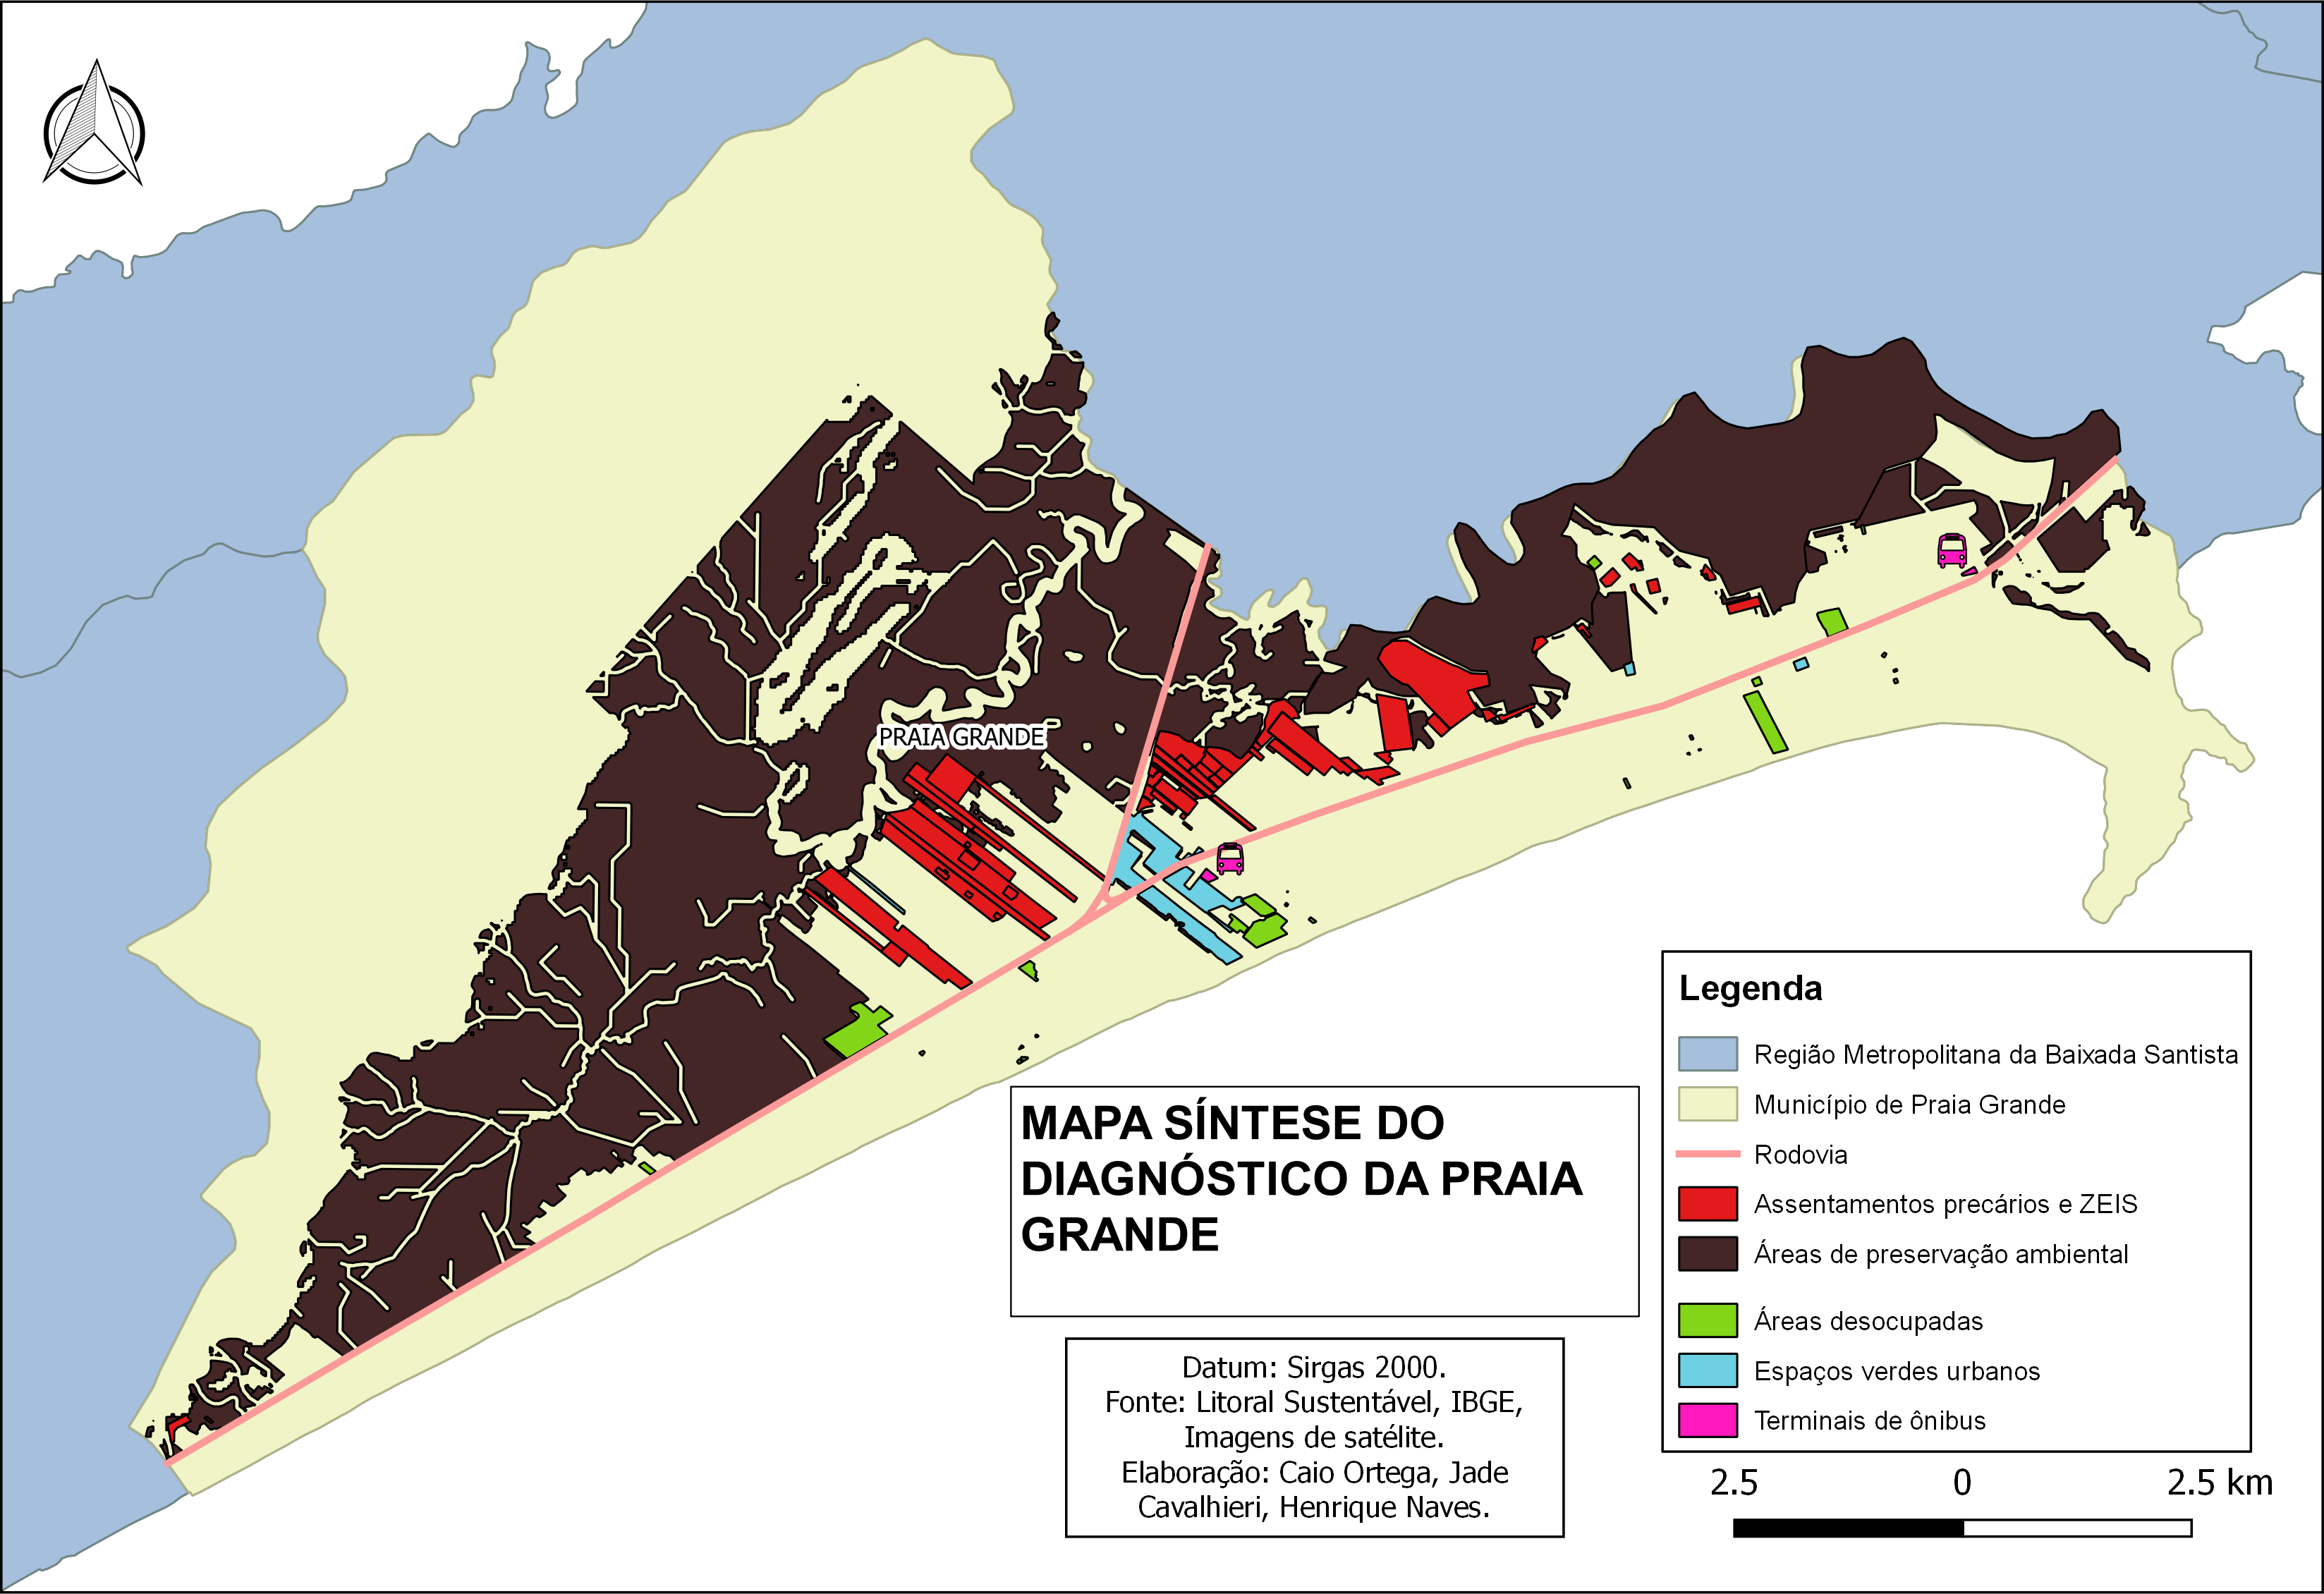 PRAIA GRANDE
MAPA SÍNTESE DO
DIAGNÓSTICO DA PRAIA
GRANDE
Datum: Sirgas 2000.
Fonte: Litoral Sustentável, IBGE,
Imagens de satélite.
Elaboração: Caio Ortega, Jade
Cavalhieri, Henrique Naves.
Legenda
Região Metropolitana da Baixada Santista
Município de Praia Grande
Rodovia
Assentamentos precários e ZEIS
Áreas de preservação ambiental
Áreas desocupadas
Espaços verdes urbanos
Terminais de ônibus
2.5 0 2.5 km